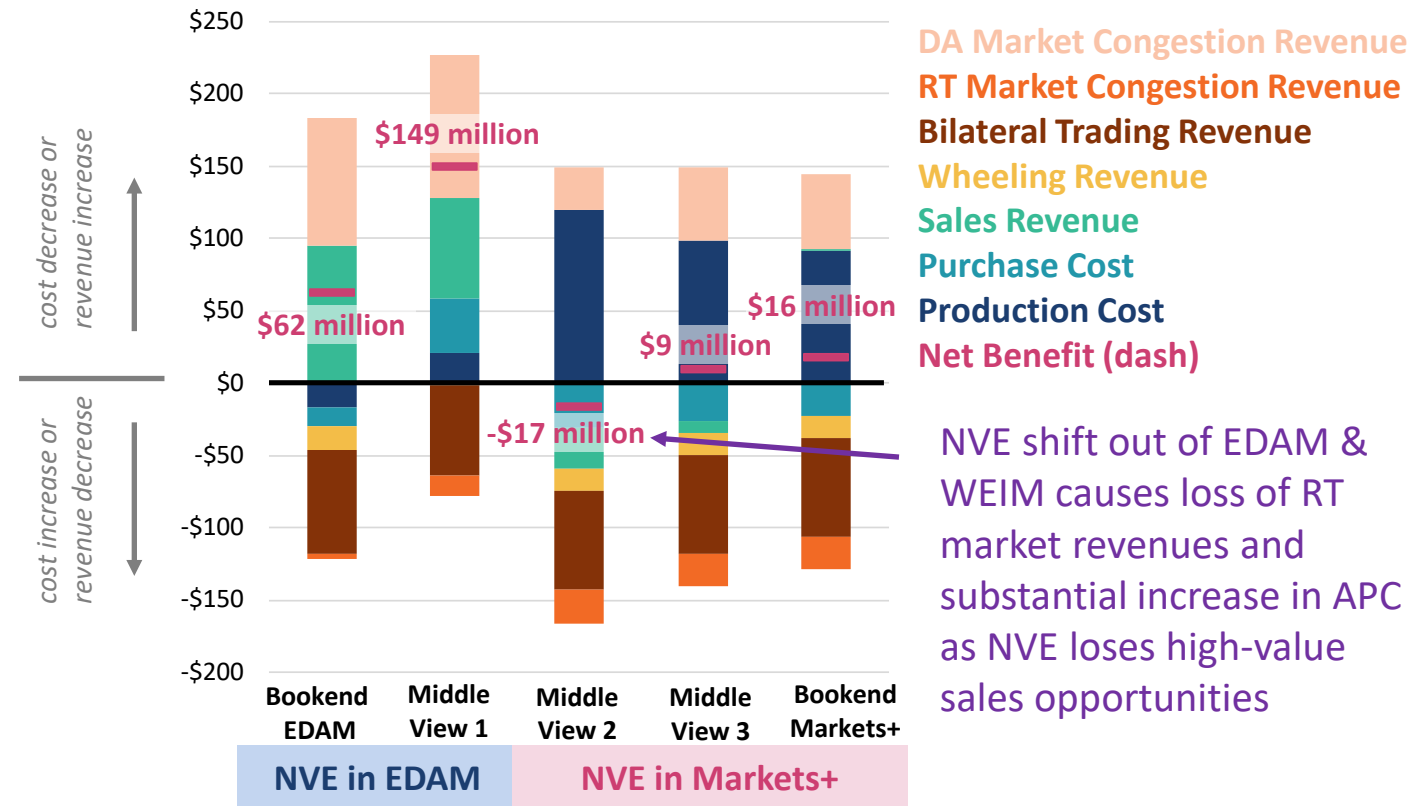 $250
$200
$150
$100
$50
$0
-$50
-$100
-$150
-$200
cost decrease or
revenue increase
cost increase or
revenue decrease
$62 million
$149 million
-$17 million
$9 million
$16 million
Bookend
EDAM
Middle
View 1
Middle
View 2
Middle
View 3
Bookend
Markets+
NVE in EDAM
NVE in Markets+
DA Market Congestion Revenue
RT Market Congestion Revenue
Bilateral Trading Revenue
Wheeling Revenue
Sales Revenue
Purchase Cost
Production Cost
Net Benefit (dash)
NVE shift out of EDAM &
WEIM causes loss of RT
market revenues and
substantial increase in APC
as NVE loses high-value
sales opportunities